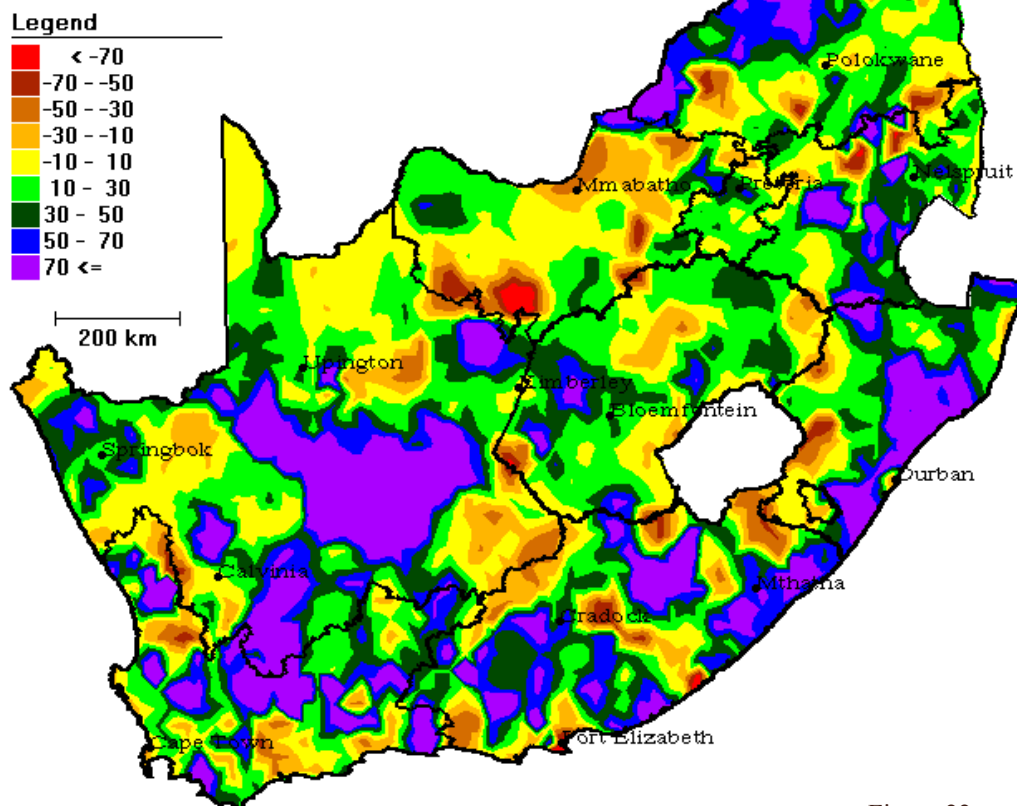 Legend
< -70
-70 - -50
-50 - -30
-30 - -10
-10 - 10
10 - 30
30 - 50
50 - 70
70 <=
200 km
Polokwane
Nelspruit
Mmabatho
Pretoria
Upington
Kimberley
Bloemfontein
Springbok
Durban
Calvinia
Mthatha
Cradock
Cape Town
Port Elizabeth